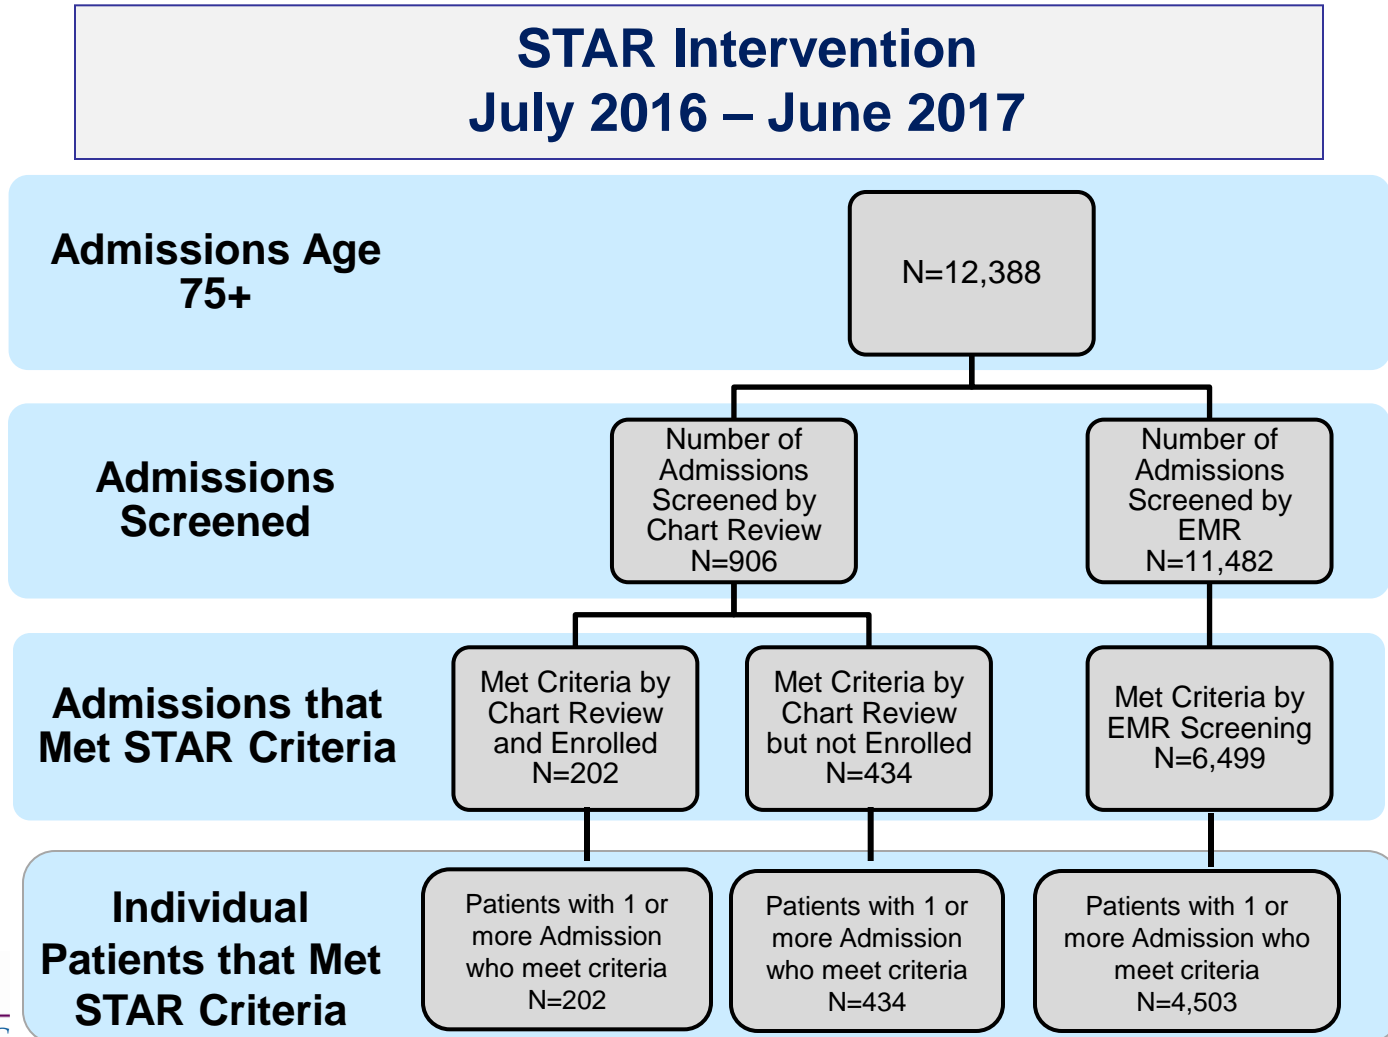 STAR Intervention
July 2016 – June 2017
Admissions Age
75+
N=12,388
Admissions
Screened
Number of
Admissions
Screened by
Chart Review
N=906
Number of
Admissions
Screened by
EMR
N=11,482
Admissions that
Met STAR Criteria
Met Criteria by
Chart Review
and Enrolled
N=202
Met Criteria by
Chart Review
but not Enrolled
N=434
Met Criteria by
EMR Screening
N=6,499
Individual
Patients that Met
STAR Criteria
Patients with 1 or
more Admission
who meet criteria
N=202
Patients with 1 or
more Admission
who meet criteria
N=434
Patients with 1 or
more Admission who
meet criteria
N=4,503